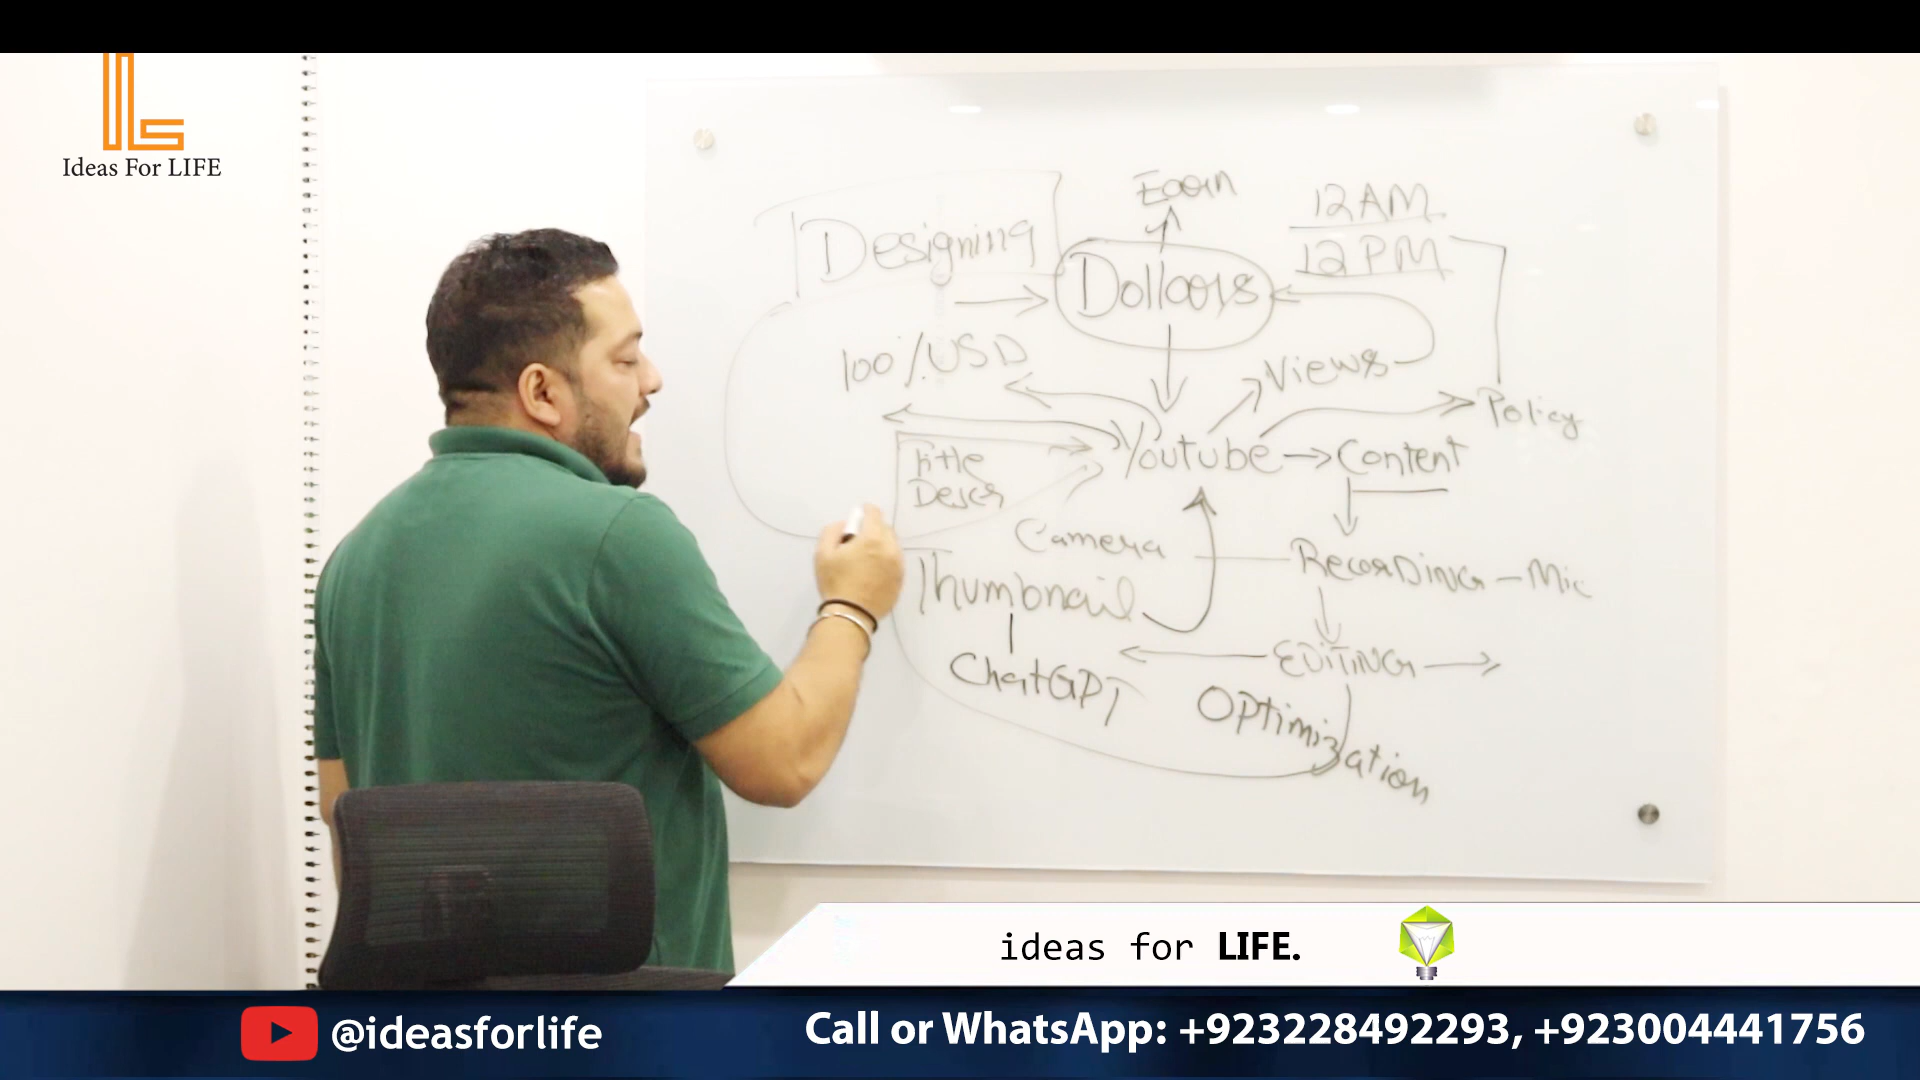 Ideas For LIFE
Earn
12 AM
12 PM
Designing
Dollars
100% USD
Views
Policy
Youtube
Content
Title
Descr
Camera
RECORDING - Mic
Thumbnail
EDITING
ChatGPT
Optimization
ideas for LIFE.
@ideasforlife
Call or WhatsApp: +923228492293, +923004441756